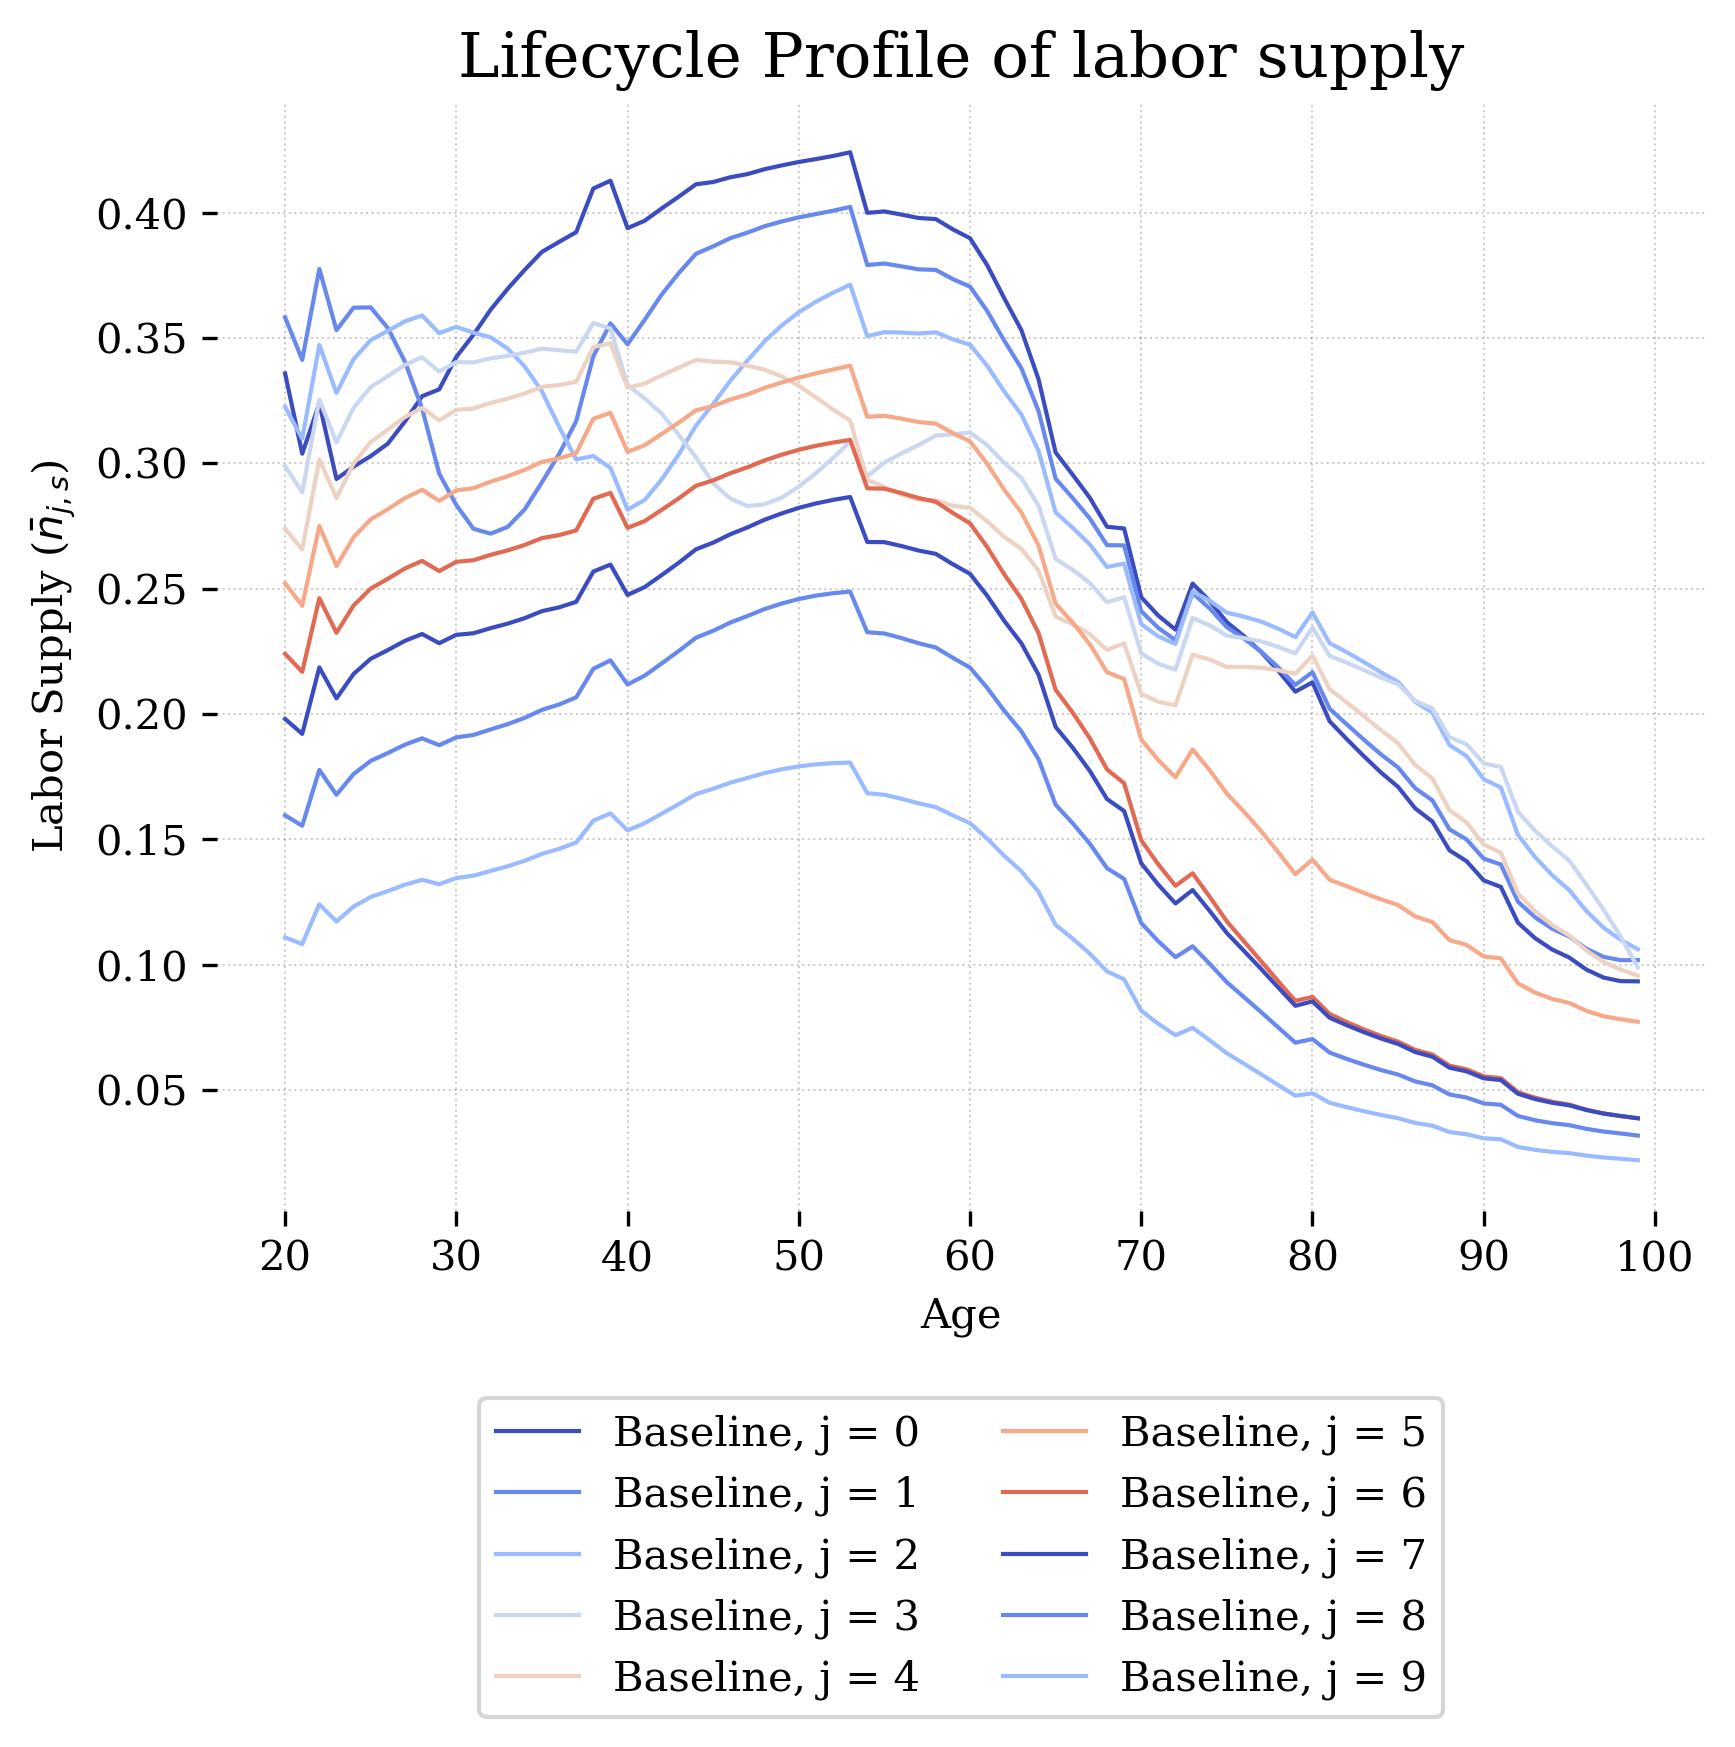 Lifecycle Profile of labor supply
Labor Supply (n̄j,s)
0.40
0.35
0.30
0.25
0.20
0.15
0.10
0.05
20 30 40 50 60 70 80 90 100
Age
Baseline, j = 0
Baseline, j = 1
Baseline, j = 2
Baseline, j = 3
Baseline, j = 4
Baseline, j = 5
Baseline, j = 6
Baseline, j = 7
Baseline, j = 8
Baseline, j = 9